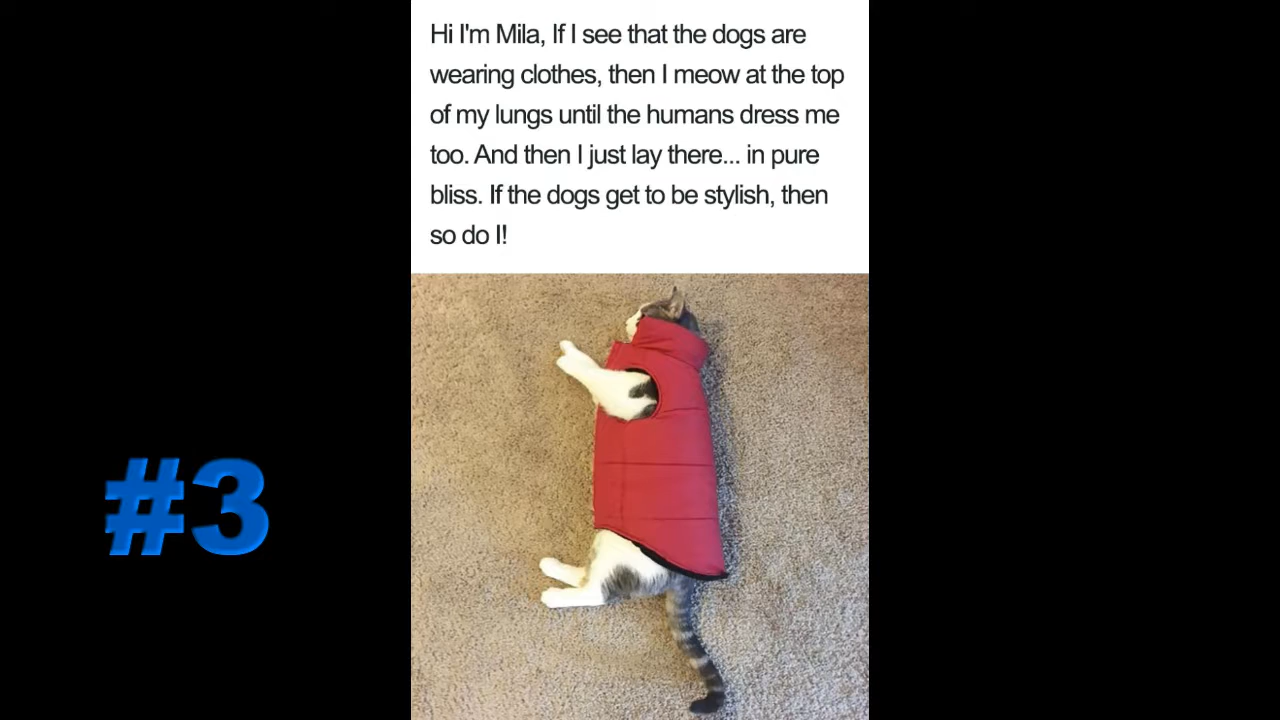 Hi I'm Mila, If I see that the dogs are
wearing clothes, then I meow at the top
of my lungs until the humans dress me
too. And then I just lay there... in pure
bliss. If the dogs get to be stylish, then
so do I!
#3